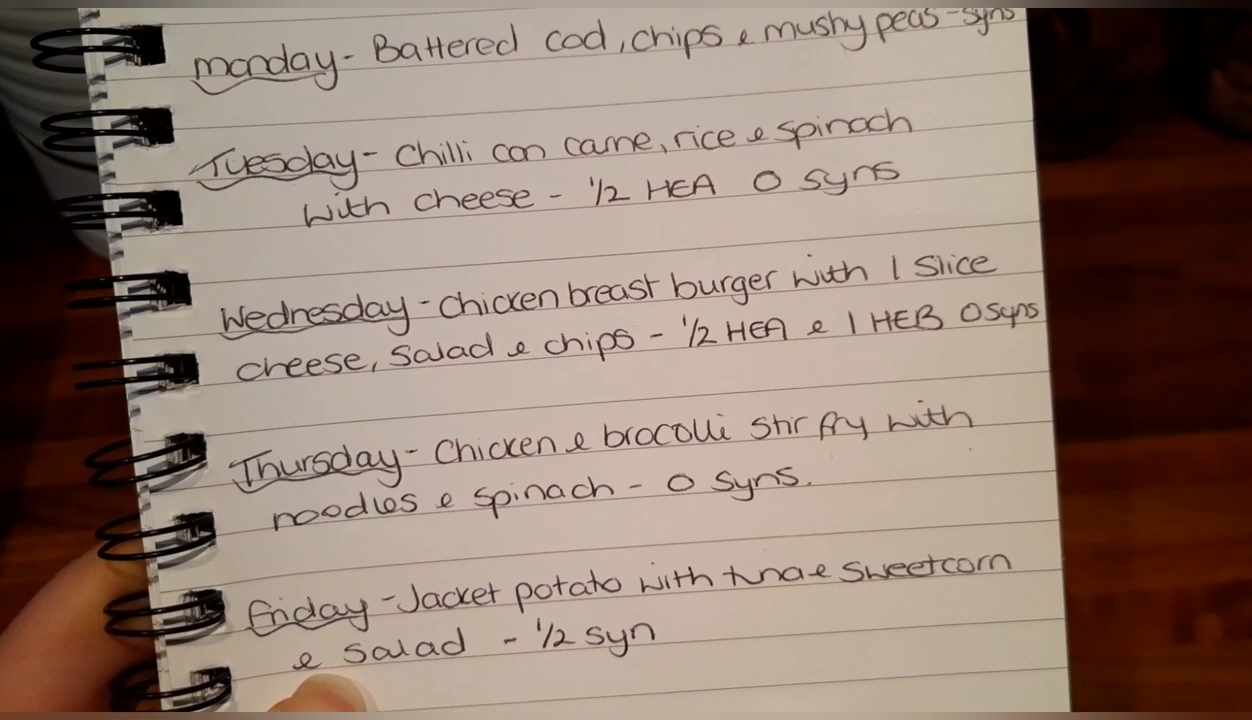 monday - Battered cod, chips & mushy peas - syns
Tuesday - Chilli con carne, rice & spinach
with cheese - 1/2 HEA 0 syns
Wednesday - Chicken breast burger with 1 slice
cheese, salad & chips - 1/2 HEA & 1 HEB 0 syns
Thursday - Chicken & brocolli stir fry with
noodles & spinach - 0 syns.
Friday - Jacket potato with tuna & sweetcorn
& salad - 1/2 syn